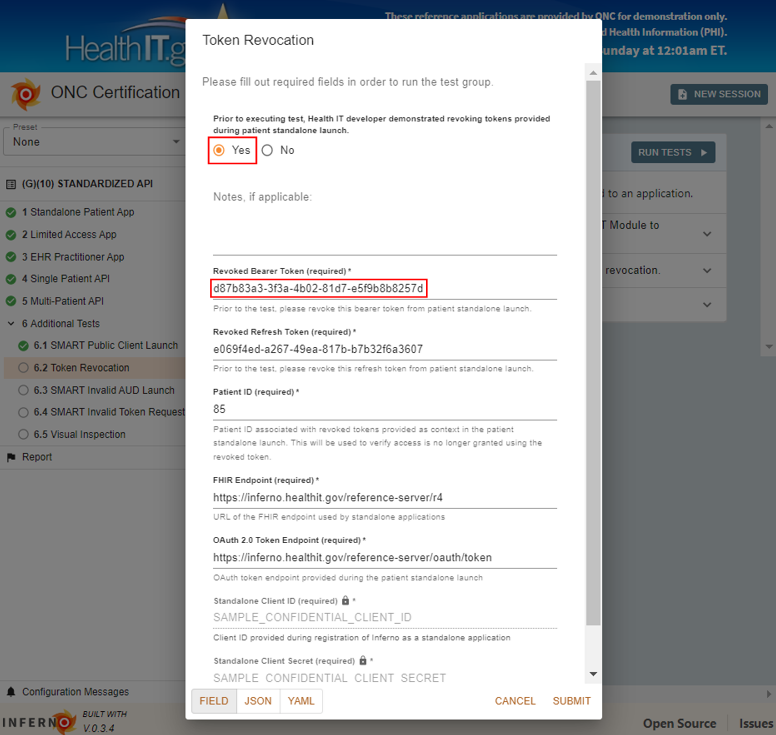 These reference applications are provided by ONC for demonstration only.
Health Information (PHI).
unday at 12:01am ET.
HealthIT.g
ONC Certification
NEW SESSION
Preset
None
(G)(10) STANDARDIZED API
1 Standalone Patient App
2 Limited Access App
3 EHR Practitioner App
4 Single Patient API
5 Multi-Patient API
6 Additional Tests
6.1 SMART Public Client Launch
6.2 Token Revocation
6.3 SMART Invalid AUD Launch
6.4 SMART Invalid Token Request
6.5 Visual Inspection
Report
Configuration Messages
INFERN
BUILT WITH
V.0.3.4
RUN TESTS
d to an application.
T Module to
revocation.
Open Source
Issues
Token Revocation
Please fill out required fields in order to run the test group.
Prior to executing test, Health IT developer demonstrated revoking tokens provided
during patient standalone launch.
Yes
No
Notes, if applicable:
Revoked Bearer Token (required) *
d87b83a3-3f3a-4b02-81d7-e5f9b8b8257d
Prior to the test, please revoke this bearer token from patient standalone launch.
Revoked Refresh Token (required) *
e069f4ed-a267-49ea-817b-b7b32f6a3607
Prior to the test, please revoke this refresh token from patient standalone launch.
Patient ID (required) *
85
Patient ID associated with revoked tokens provided as context in the patient
standalone launch. This will be used to verify access is no longer granted using the
revoked token.
FHIR Endpoint (required) *
https://inferno.healthit.gov/reference-server/r4
URL of the FHIR endpoint used by standalone applications
OAuth 2.0 Token Endpoint (required) *
https://inferno.healthit.gov/reference-server/oauth/token
OAuth token endpoint provided during the patient standalone launch
Standalone Client ID (required) *
SAMPLE_CONFIDENTIAL_CLIENT_ID
Client ID provided during registration of Inferno as a standalone application
Standalone Client Secret (required) *
SAMPLE_CONFIDENTIAL_CLIENT_SECRET
FIELD
JSON
YAML
CANCEL
SUBMIT